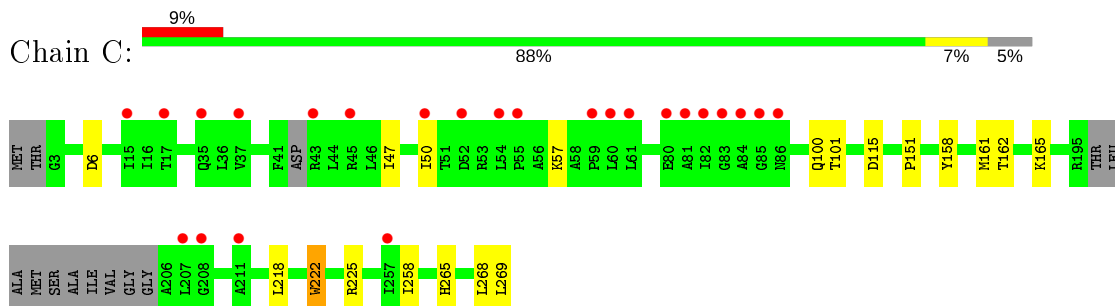 9%
Chain C:
88% 7% 5%
MET THR G3 D6 I15 I16 T17 Q35 L36 V37 F41 ASP R43 L44 R45 L46 I47 I50 T51 D52 R53 L54 P55 A56 K57 A58 P59 L60 L61 E80 A81 I82 G83 A84 G85 N86 Q100 T101 D115 P151 Y158 M161 T162 K165 R195 THR LEU
ALA MET SER ALA ILE VAL GLY GLY A206 L207 G208 A211 L218 W222 R225 I257 I258 H265 L268 L269